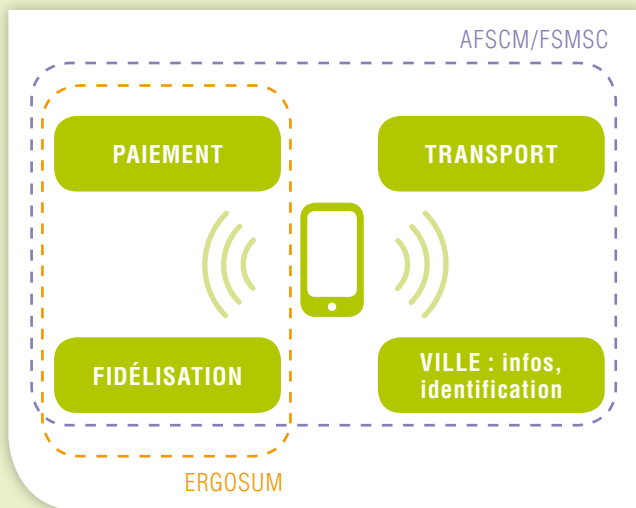 AFSCM/FSMSC
PAIEMENT
TRANSPORT
FIDÉLISATION
VILLE : infos,
identification
ERGOSUM